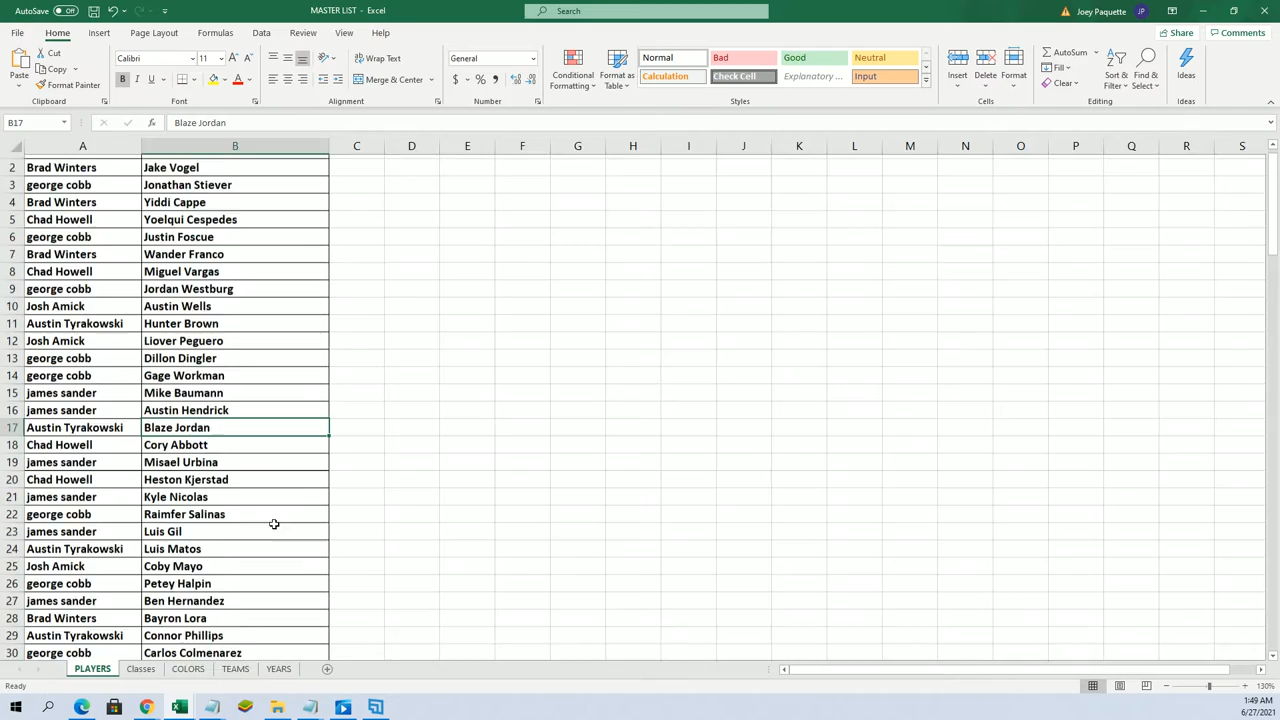 AutoSave Off MASTER LIST - Excel Search Joey Paquette JP
File Home Insert Page Layout Formulas Data Review View Help Share Comments
Paste Cut Copy Format Painter Clipboard
Calibri 11 A A B I U A Font
ab Wrap Text Merge & Center Alignment
General $ % , Number
Conditional Formatting Format as Table
Normal Bad Good Neutral
Calculation Check Cell Explanatory ... Input
Styles
Insert Delete Format Cells
AutoSum Fill Clear Sort & Filter Find & Select Editing
Ideas Ideas
B17 fx Blaze Jordan
A B C D E F G H I J K L M N O P Q R S
2 Brad Winters Jake Vogel
3 george cobb Jonathan Stiever
4 Brad Winters Yiddi Cappe
5 Chad Howell Yoelqui Cespedes
6 george cobb Justin Foscue
7 Brad Winters Wander Franco
8 Chad Howell Miguel Vargas
9 george cobb Jordan Westburg
10 Josh Amick Austin Wells
11 Austin Tyrakowski Hunter Brown
12 Josh Amick Liover Peguero
13 george cobb Dillon Dingler
14 george cobb Gage Workman
15 james sander Mike Baumann
16 james sander Austin Hendrick
17 Austin Tyrakowski Blaze Jordan
18 Chad Howell Cory Abbott
19 james sander Misael Urbina
20 Chad Howell Heston Kjerstad
21 james sander Kyle Nicolas
22 george cobb Raimfer Salinas
23 james sander Luis Gil
24 Austin Tyrakowski Luis Matos
25 Josh Amick Coby Mayo
26 george cobb Petey Halpin
27 james sander Ben Hernandez
28 Brad Winters Bayron Lora
29 Austin Tyrakowski Connor Phillips
30 george cobb Carlos Colmenarez
PLAYERS Classes COLORS TEAMS YEARS
Ready 130%
1:49 AM
6/27/2021